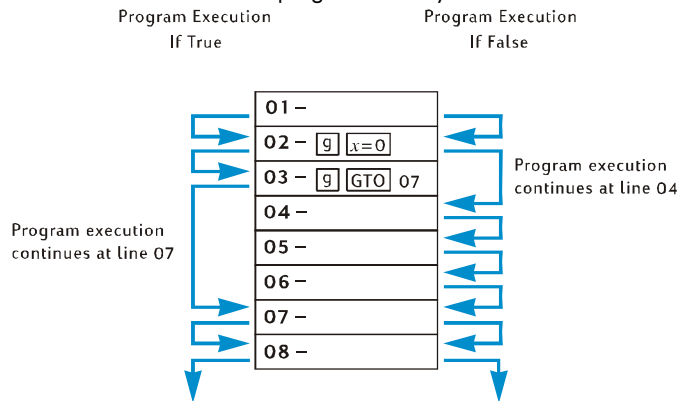 Program Execution
If True
Program Execution
If False
01 –
02 – g x=0
03 – g GTO 07
04 –
05 –
06 –
07 –
08 –
Program execution
continues at line 07
Program execution
continues at line 04